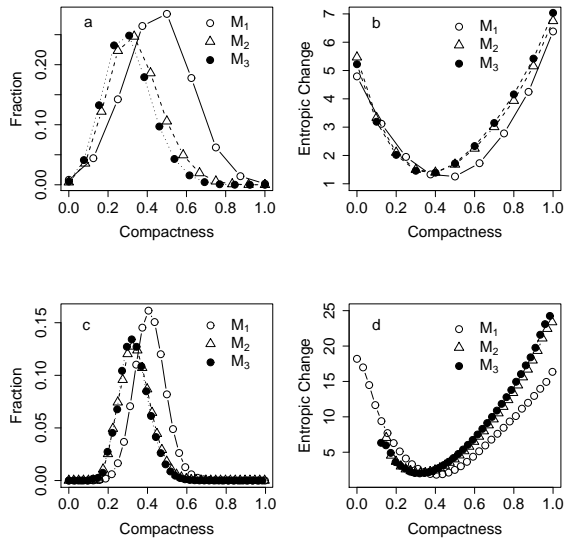 a
M1
M2
M3
Fraction
0.00 0.10 0.20
0.0 0.2 0.4 0.6 0.8 1.0
Compactness
b
M1
M2
M3
Entropic Change
1 2 3 4 5 6 7
0.0 0.2 0.4 0.6 0.8 1.0
Compactness
c
M1
M2
M3
Fraction
0.00 0.05 0.10 0.15
0.0 0.2 0.4 0.6 0.8 1.0
Compactness
d
M1
M2
M3
Entropic Change
5 10 15 20 25
0.0 0.2 0.4 0.6 0.8 1.0
Compactness